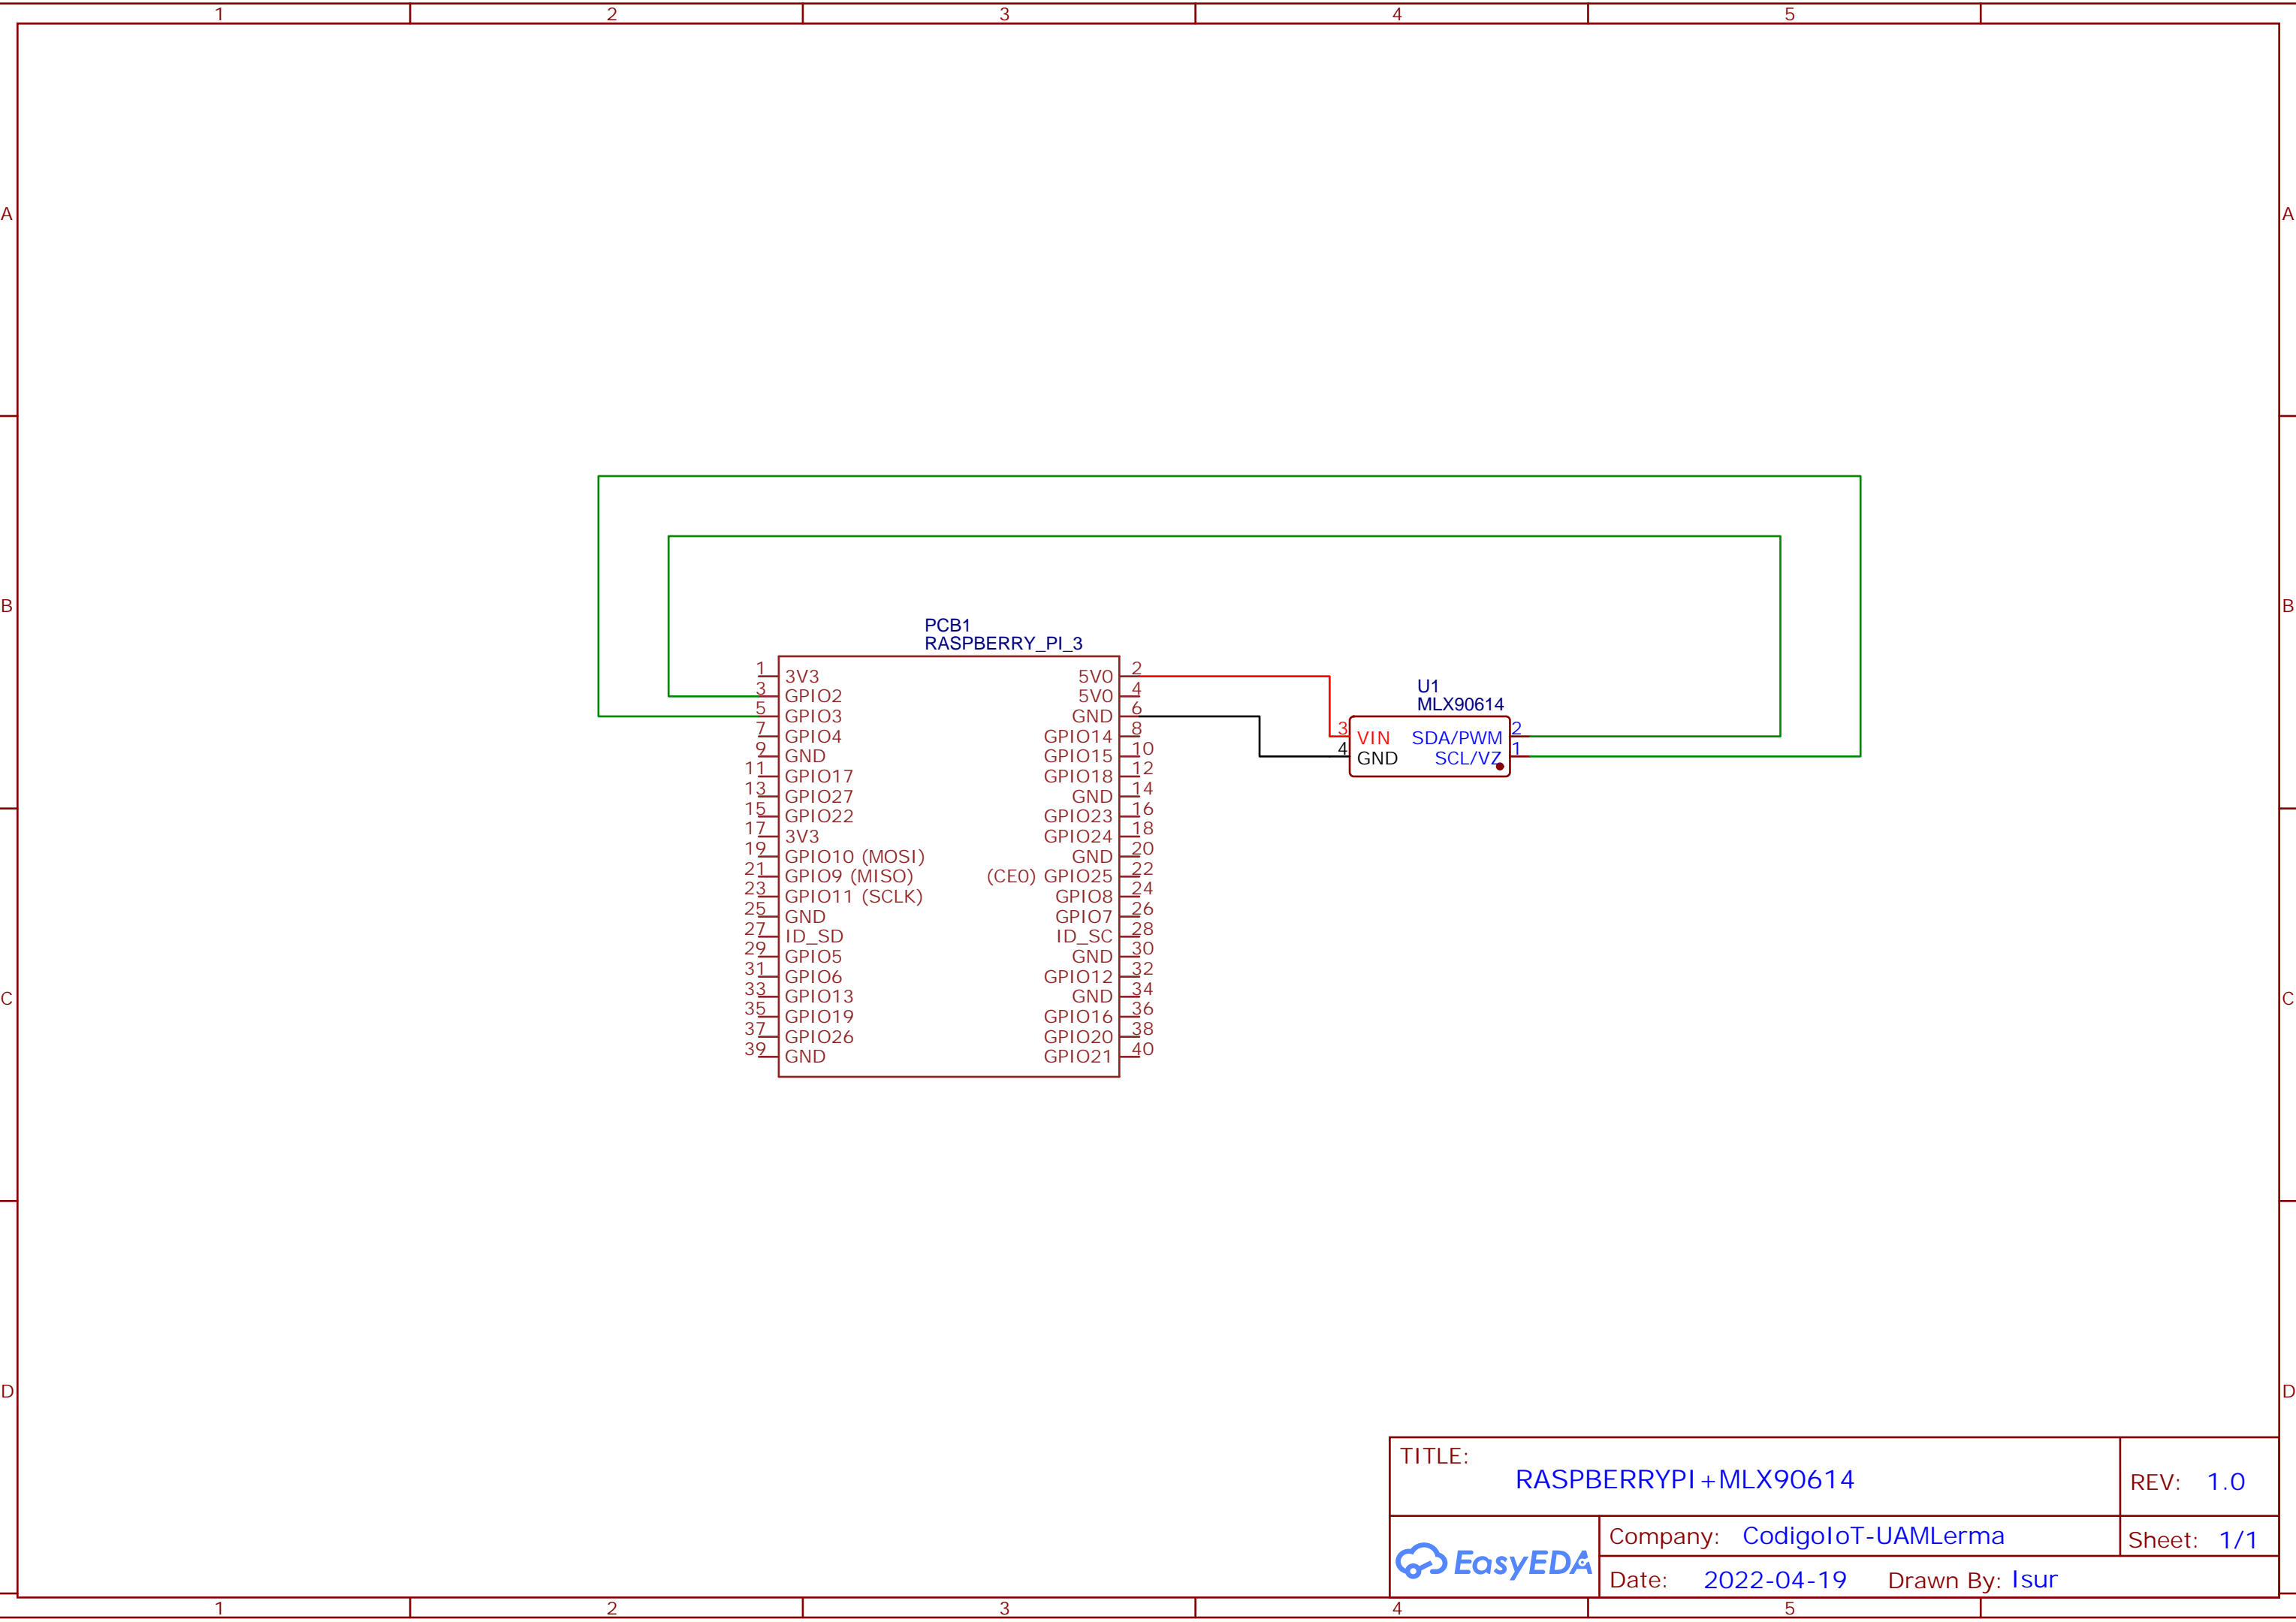 1 2 3 4 5
A A
B B
C C
D D
PCB1
RASPBERRY_PI_3
1 3V3 5V0 2
3 GPIO2 5V0 4
5 GPIO3 GND 6
7 GPIO4 GPIO14 8
9 GND GPIO15 10
11 GPIO17 GPIO18 12
13 GPIO27 GND 14
15 GPIO22 GPIO23 16
17 3V3 GPIO24 18
19 GPIO10 (MOSI) GND 20
21 GPIO9 (MISO) (CE0) GPIO25 22
23 GPIO11 (SCLK) GPIO8 24
25 GND GPIO7 26
27 ID_SD ID_SC 28
29 GPIO5 GND 30
31 GPIO6 GPIO12 32
33 GPIO13 GND 34
35 GPIO19 GPIO16 36
37 GPIO26 GPIO20 38
39 GND GPIO21 40
U1
MLX90614
3 VIN SDA/PWM 2
4 GND SCL/VZ 1
TITLE:
RASPBERRYPI+MLX90614
REV: 1.0
EasyEDA
Company: CodigoIoT-UAMLerma
Sheet: 1/1
Date: 2022-04-19 Drawn By: Isur
1 2 3 4 5